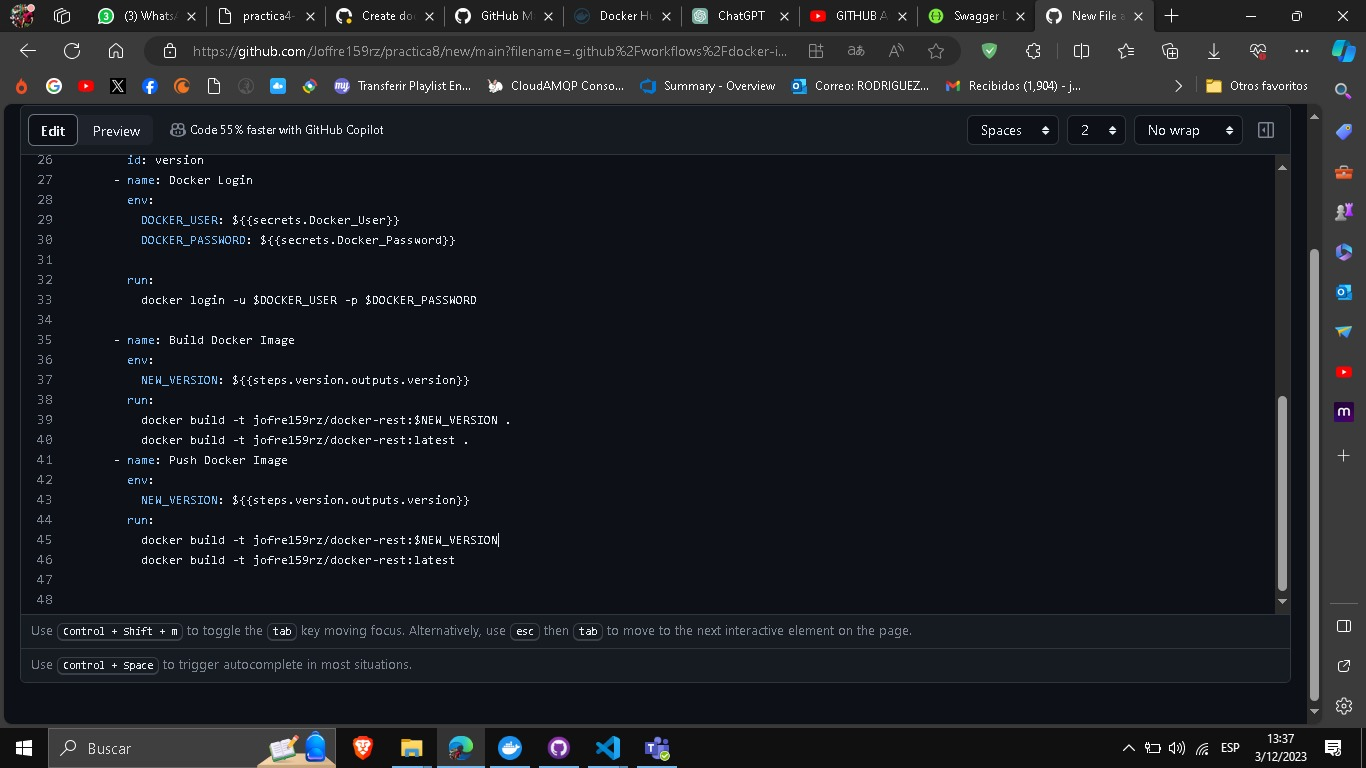 (3) WhatsA
practica4-
Create do
GitHub M
Docker Hu
ChatGPT
GITHUB A
Swagger U
New File a
https://github.com/Joffre159rz/practica8/new/main?filename=.github%2Fworkflows%2Fdocker-i...
Transferir Playlist En...
CloudAMQP Conso...
Summary - Overview
Correo: RODRIGUEZ...
Recibidos (1,904) - j...
Otros favoritos
Edit
Preview
Code 55% faster with GitHub Copilot
Spaces
2
No wrap
26 id: version
27 - name: Docker Login
28 env:
29 DOCKER_USER: ${{secrets.Docker_User}}
30 DOCKER_PASSWORD: ${{secrets.Docker_Password}}
31
32 run:
33 docker login -u $DOCKER_USER -p $DOCKER_PASSWORD
34
35 - name: Build Docker Image
36 env:
37 NEW_VERSION: ${{steps.version.outputs.version}}
38 run:
39 docker build -t jofre159rz/docker-rest:$NEW_VERSION .
40 docker build -t jofre159rz/docker-rest:latest .
41 - name: Push Docker Image
42 env:
43 NEW_VERSION: ${{steps.version.outputs.version}}
44 run:
45 docker build -t jofre159rz/docker-rest:$NEW_VERSION
46 docker build -t jofre159rz/docker-rest:latest
47
48
Use Control + Shift + m to toggle the tab key moving focus. Alternatively, use esc then tab to move to the next interactive element on the page.
Use Control + Space to trigger autocomplete in most situations.
Buscar
ESP
13:37
3/12/2023